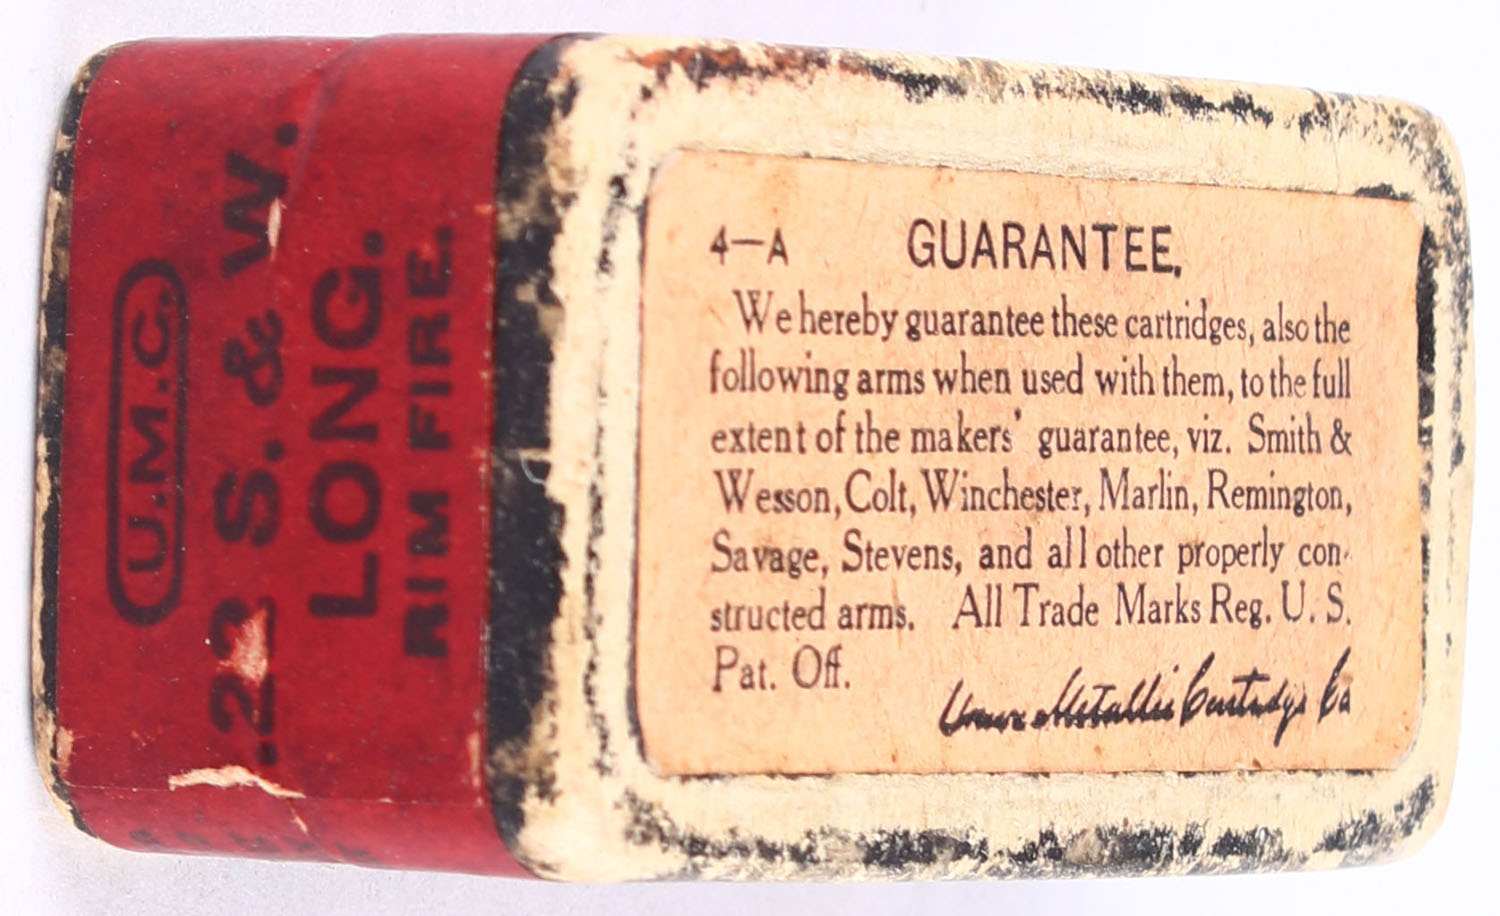 U.M.C.
.22 S. & W.
LONG.
RIM FIRE.
4—A GUARANTEE.
We hereby guarantee these cartridges, also the
following arms when used with them, to the full
extent of the makers' guarantee, viz. Smith &
Wesson, Colt, Winchester, Marlin, Remington,
Savage, Stevens, and all other properly con-
structed arms. All Trade Marks Reg. U. S.
Pat. Off.
Union Metallic Cartridge Co